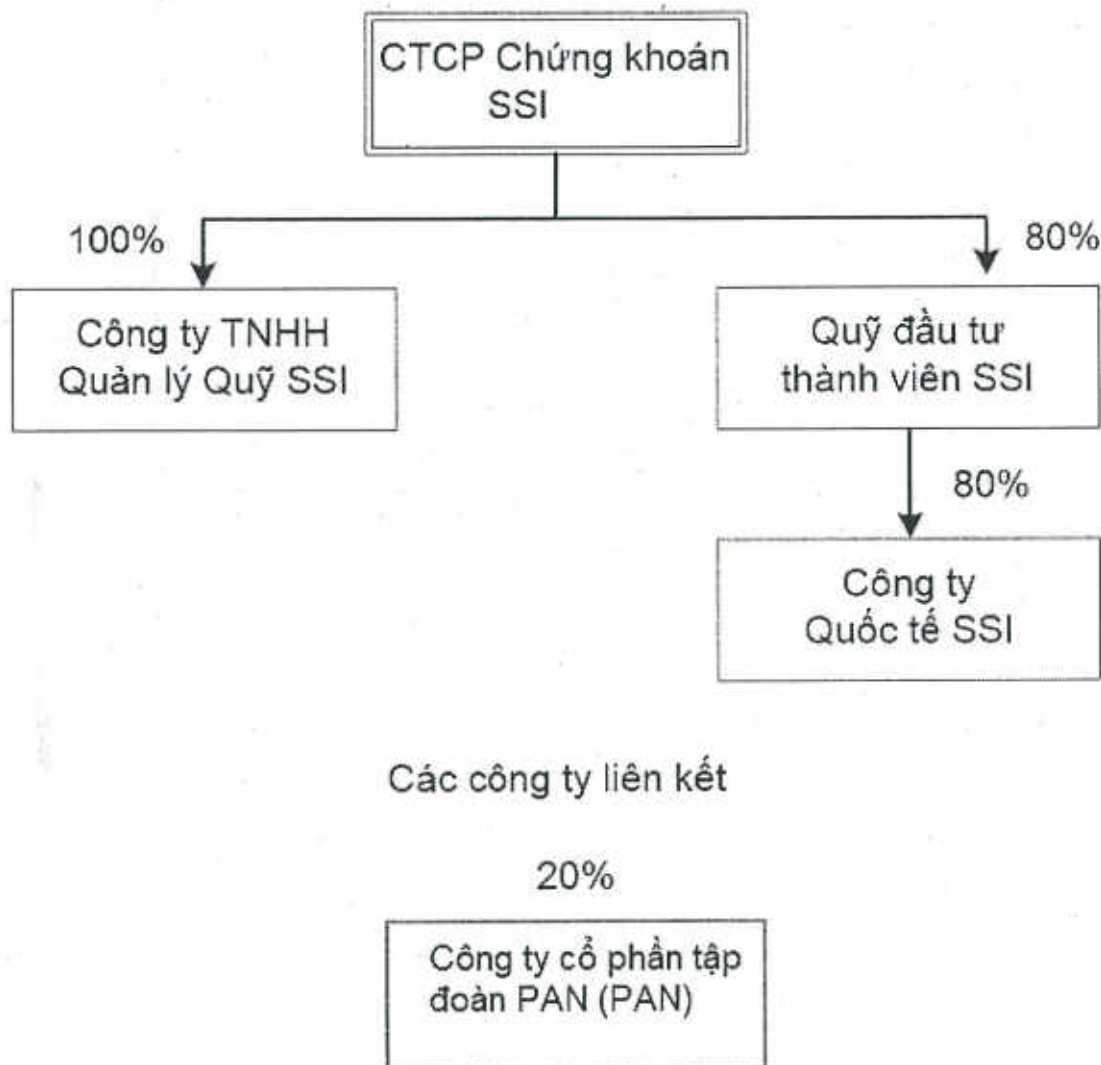 CTCP Chứng khoán
SSI
100%
80%
Công ty TNHH
Quản lý Quỹ SSI
Quỹ đầu tư
thành viên SSI
80%
Công ty
Quốc tế SSI
Các công ty liên kết
20%
Công ty cổ phần tập
đoàn PAN (PAN)